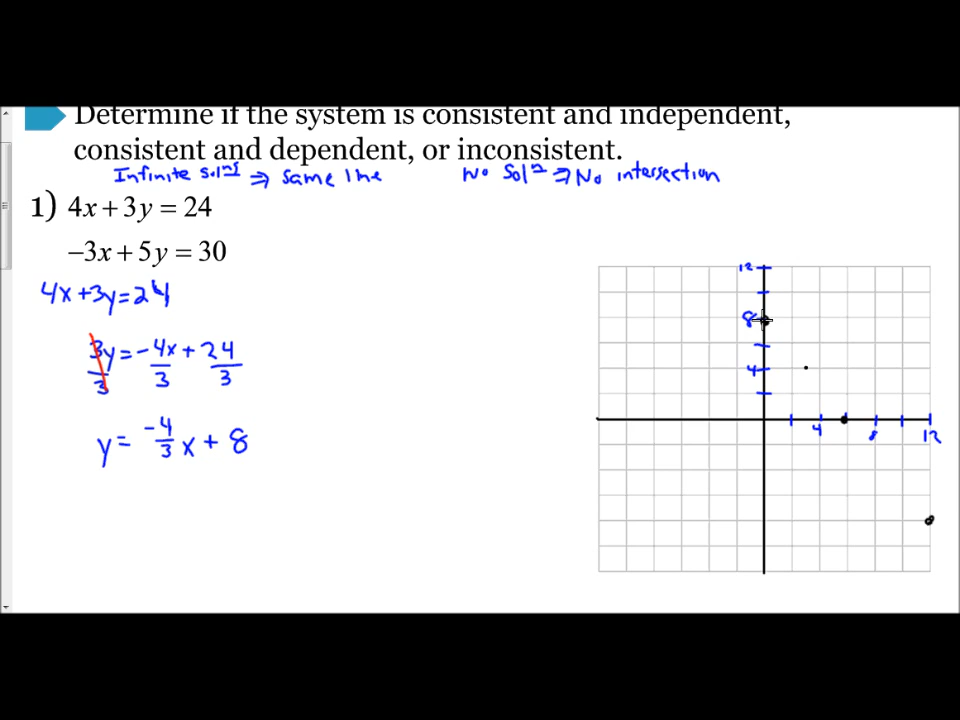 Determine if the system is consistent and independent,
consistent and dependent, or inconsistent.
Infinite solns ⇒ Same line
No Soln ⇒ No intersection
1) 4x + 3y = 24
−3x + 5y = 30
4x + 3y = 24
3y/3 = -4x/3 + 24/3
y = -4/3 x + 8
12
8
4
4 8 12